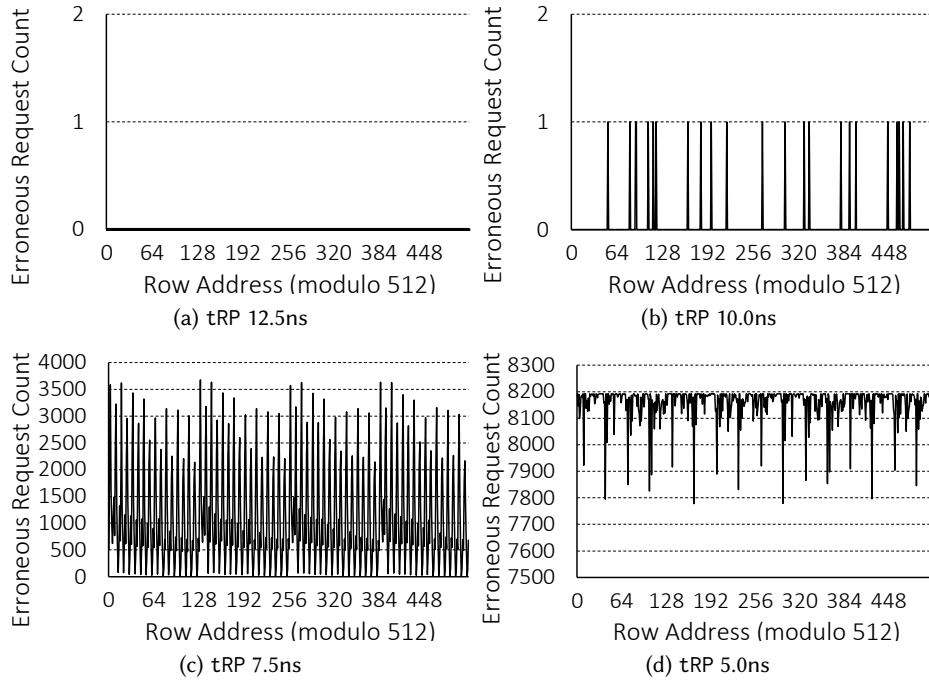 Erroneous Request Count
2
1
0
0 64 128 192 256 320 384 448
Row Address (modulo 512)
(a) tRP 12.5ns
Erroneous Request Count
2
1
0
0 64 128 192 256 320 384 448
Row Address (modulo 512)
(b) tRP 10.0ns
Erroneous Request Count
4000
3500
3000
2500
2000
1500
1000
500
0
0 64 128 192 256 320 384 448
Row Address (modulo 512)
(c) tRP 7.5ns
Erroneous Request Count
8300
8200
8100
8000
7900
7800
7700
7600
7500
0 64 128 192 256 320 384 448
Row Address (modulo 512)
(d) tRP 5.0ns